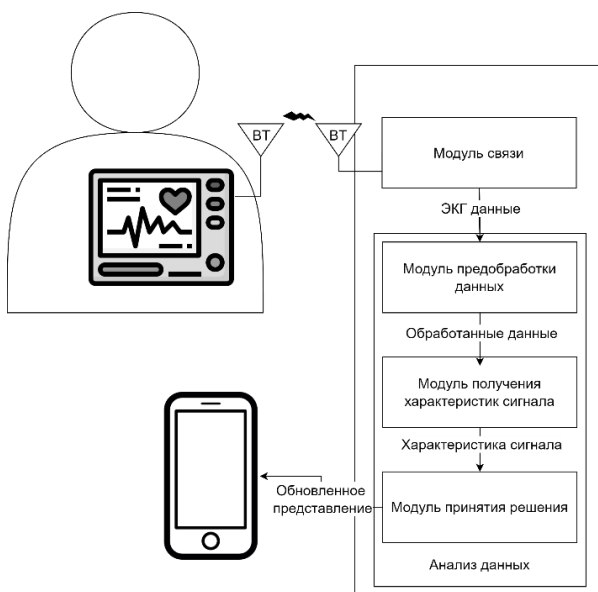 BT
BT
Модуль связи
ЭКГ данные
Модуль предобработки
данных
Обработанные данные
Модуль получения
характеристик сигнала
Характеристика сигнала
Обновленное
представление
Модуль принятия решения
Анализ данных